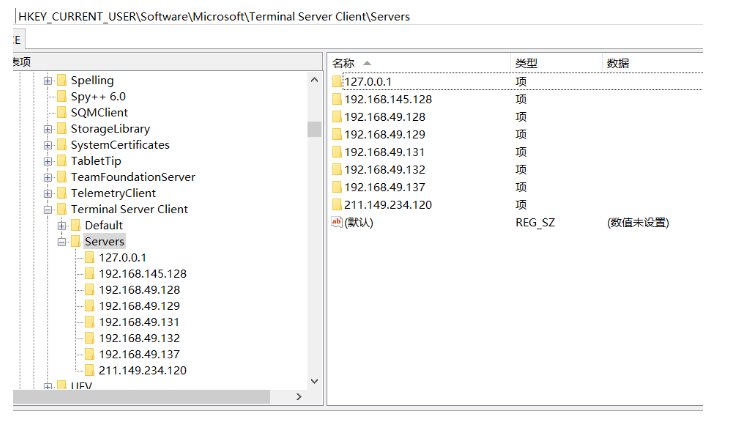 HKEY_CURRENT_USER\Software\Microsoft\Terminal Server Client\Servers
E
表项
Spelling
Spy++ 6.0
SQMClient
StorageLibrary
SystemCertificates
TabletTip
TeamFoundationServer
TelemetryClient
Terminal Server Client
Default
Servers
127.0.0.1
192.168.145.128
192.168.49.128
192.168.49.129
192.168.49.131
192.168.49.132
192.168.49.137
211.149.234.120
UEV
名称 类型 数据
127.0.0.1 项
192.168.145.128 项
192.168.49.128 项
192.168.49.129 项
192.168.49.131 项
192.168.49.132 项
192.168.49.137 项
211.149.234.120 项
ab (默认) REG_SZ (数值未设置)